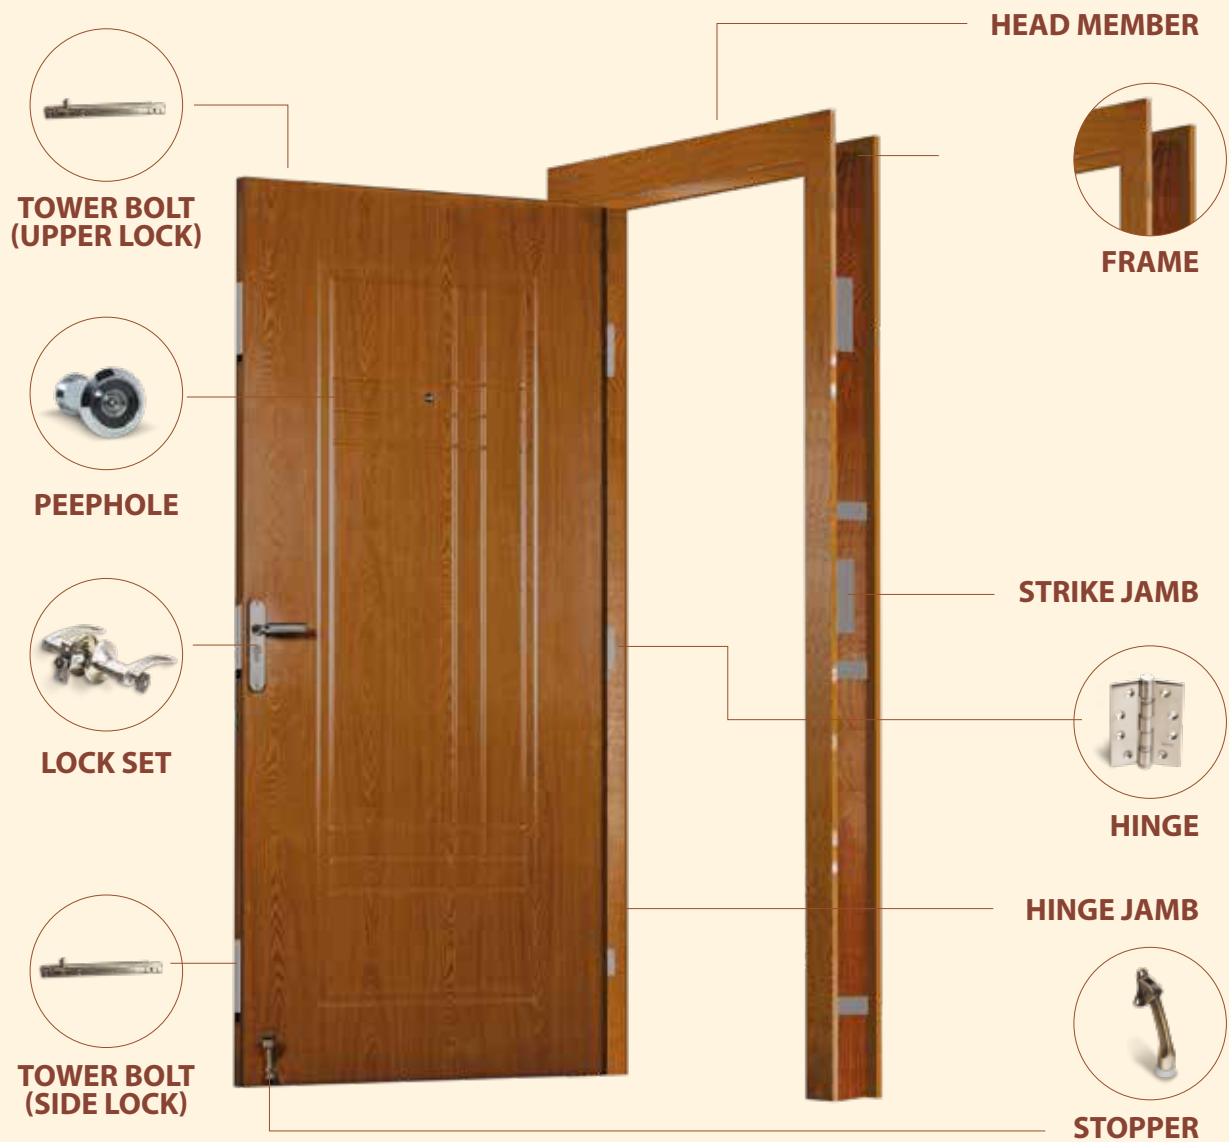 HEAD MEMBER
TOWER BOLT
(UPPER LOCK)
FRAME
PEEPHOLE
STRIKE JAMB
LOCK SET
HINGE
HINGE JAMB
TOWER BOLT
(SIDE LOCK)
STOPPER